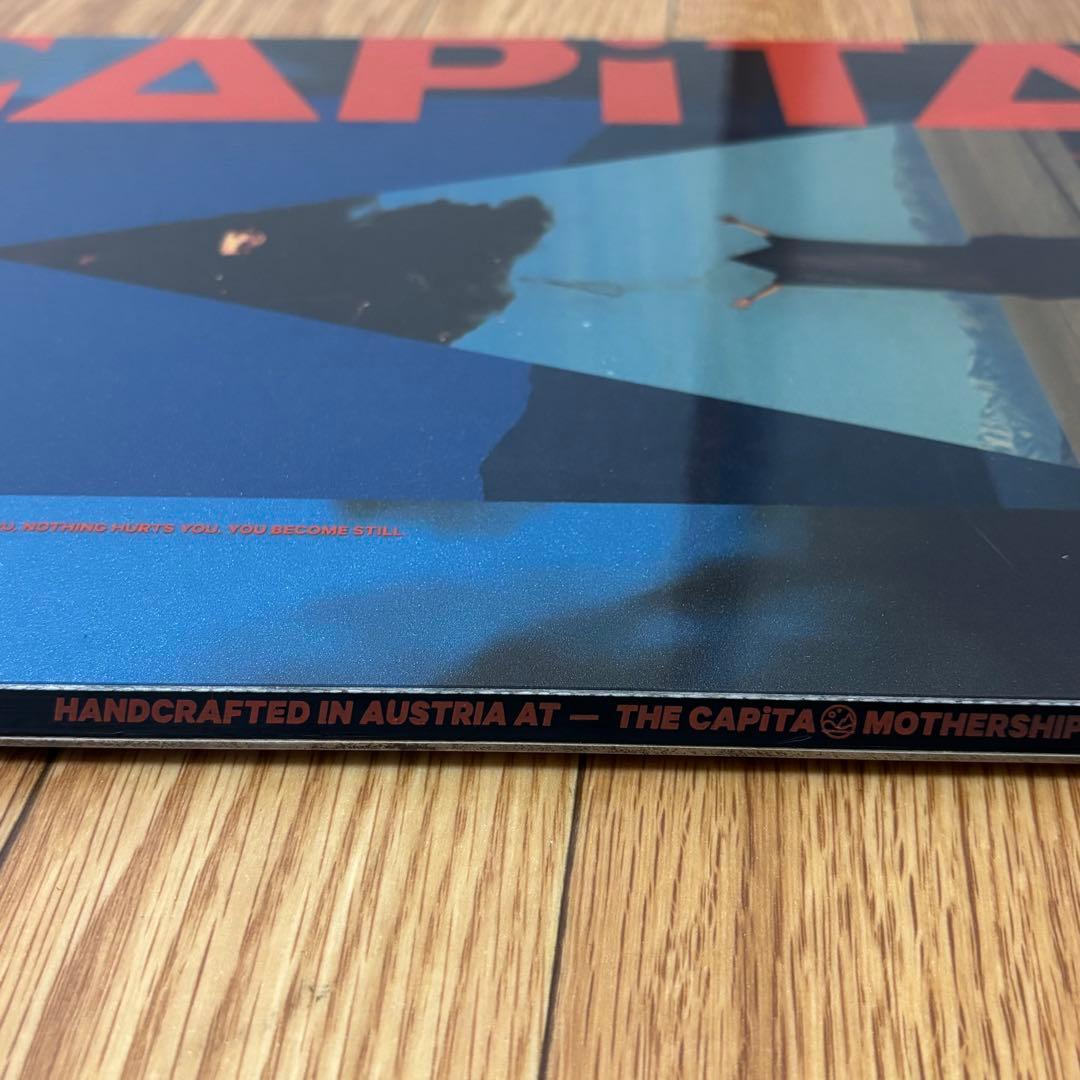 CAPiTA
NOTHING HURTS YOU. YOU BECOME STILL.
HANDCRAFTED IN AUSTRIA AT — THE CAPiTA MOTHERSHIP